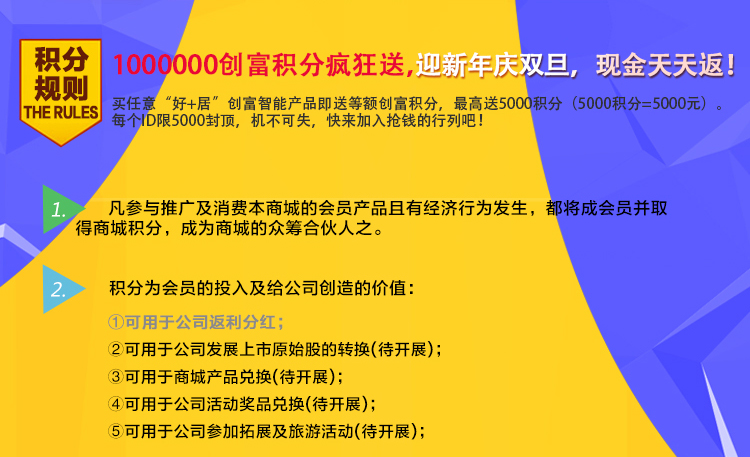 积分
规则
THE RULES
1000000创富积分疯狂送,迎新年庆双旦，现金天天返！
买任意“好+居”创富智能产品即送等额创富积分，最高送5000积分（5000积分=5000元）。
每个ID限5000封顶，机不可失，快来加入抢钱的行列吧！
1. 凡参与推广及消费本商城的会员产品且有经济行为发生，都将成会员并取
得商城积分，成为商城的众筹合伙人之。
2. 积分为会员的投入及给公司创造的价值：
①可用于公司返利分红；
②可用于公司发展上市原始股的转换(待开展)；
③可用于商城产品兑换(待开展)；
④可用于公司活动奖品兑换(待开展)；
⑤可用于公司参加拓展及旅游活动(待开展)；